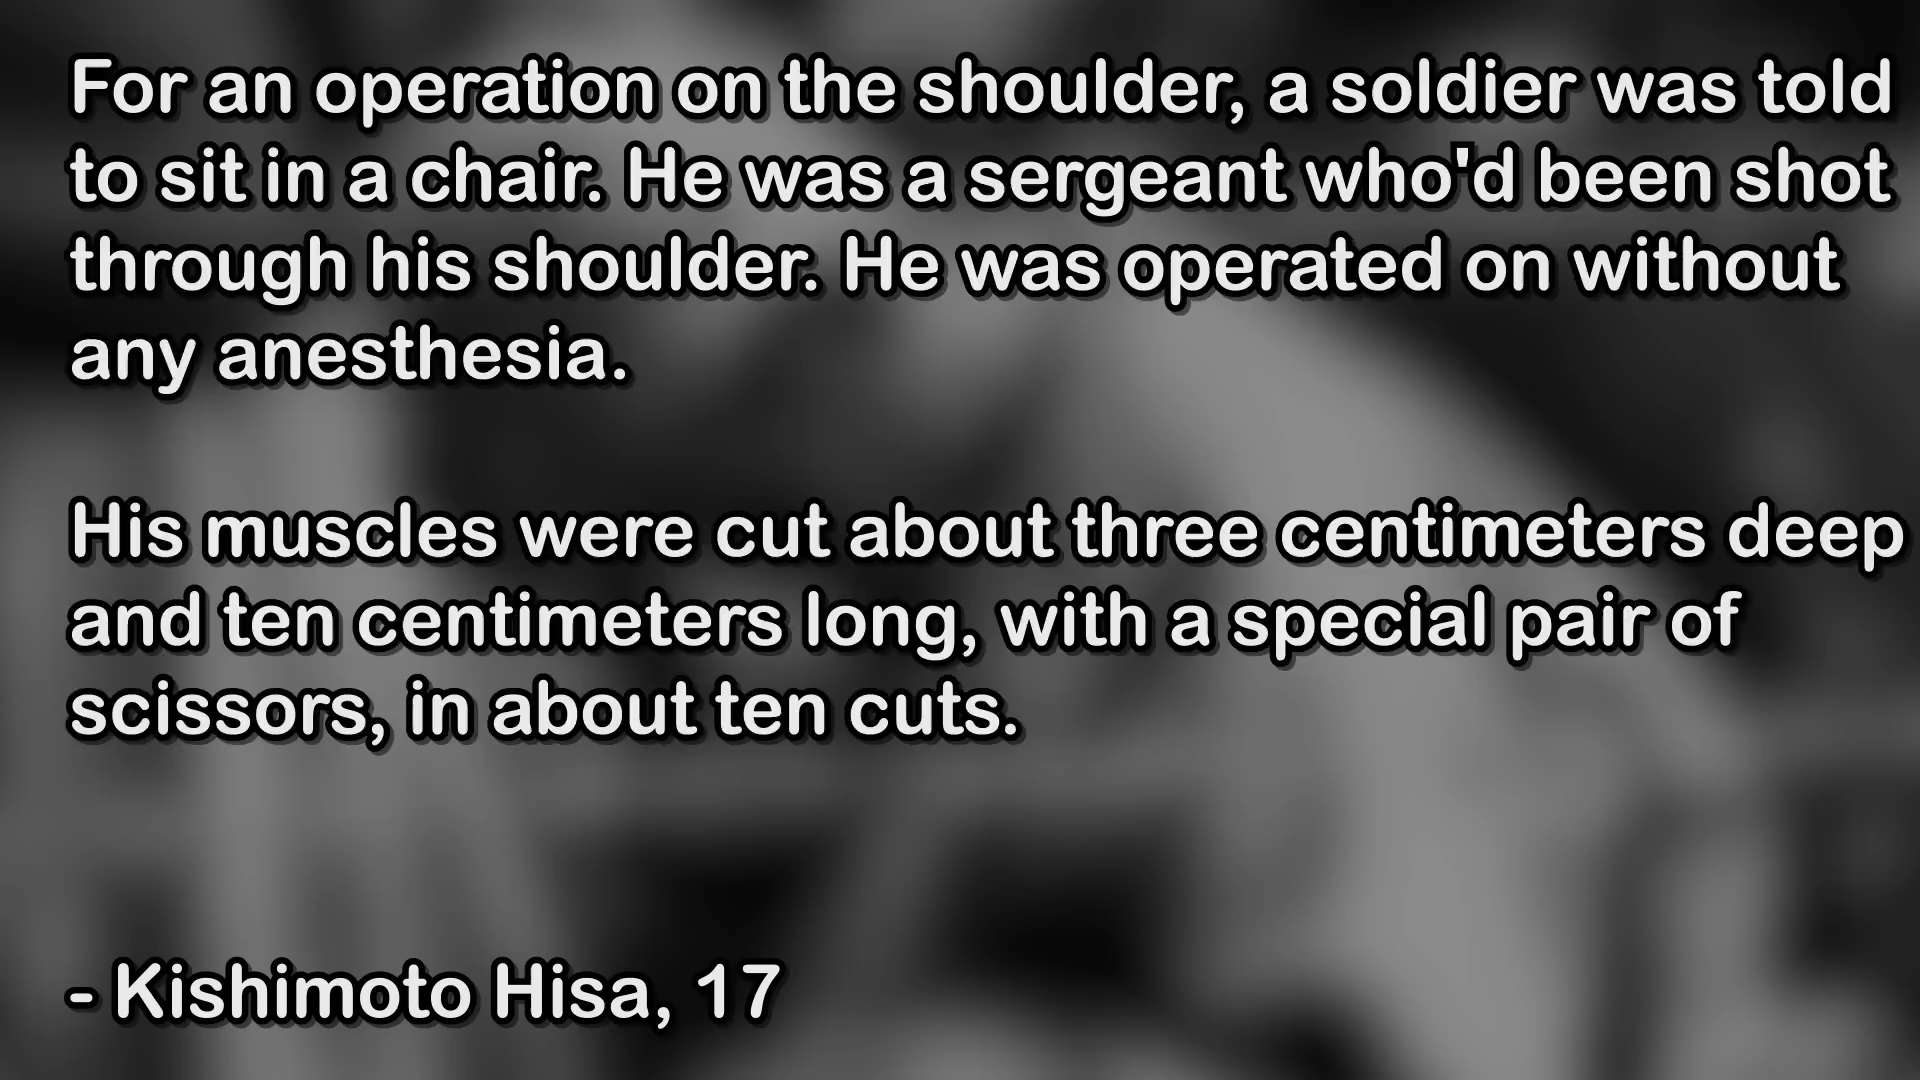 For an operation on the shoulder, a soldier was told
to sit in a chair. He was a sergeant who'd been shot
through his shoulder. He was operated on without
any anesthesia.
His muscles were cut about three centimeters deep
and ten centimeters long, with a special pair of
scissors, in about ten cuts.
- Kishimoto Hisa, 17